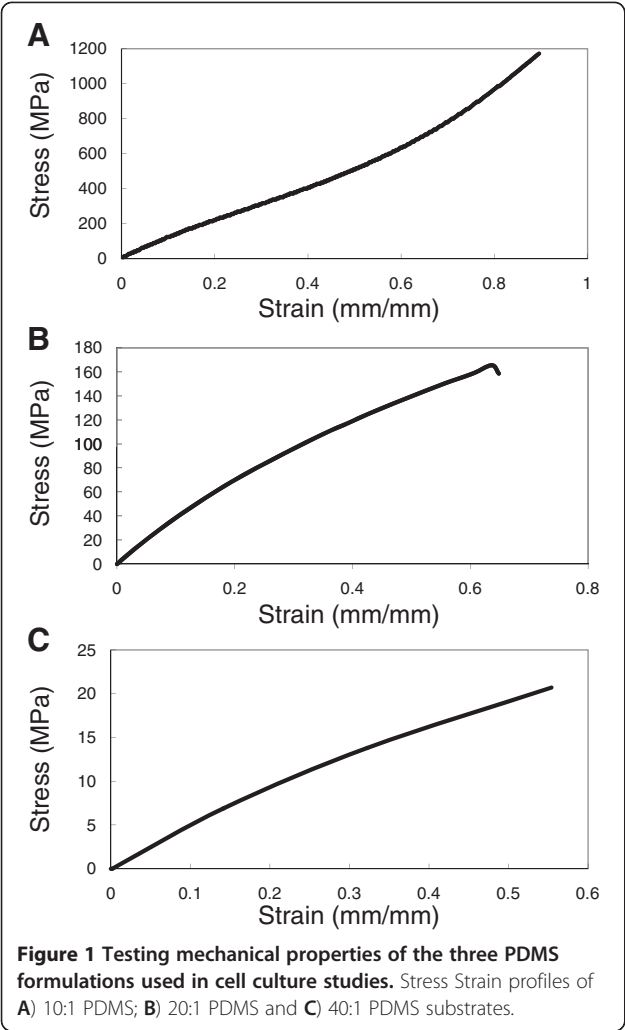 A
1200
1000
800
600
400
200
0
Stress (MPa)
0 0.2 0.4 0.6 0.8 1
Strain (mm/mm)
B
180
160
140
120
100
80
60
40
20
0
Stress (MPa)
0 0.2 0.4 0.6 0.8
Strain (mm/mm)
C
25
20
15
10
5
0
Stress (MPa)
0 0.1 0.2 0.3 0.4 0.5 0.6
Strain (mm/mm)
Figure 1 Testing mechanical properties of the three PDMS
formulations used in cell culture studies. Stress Strain profiles of
A) 10:1 PDMS; B) 20:1 PDMS and C) 40:1 PDMS substrates.